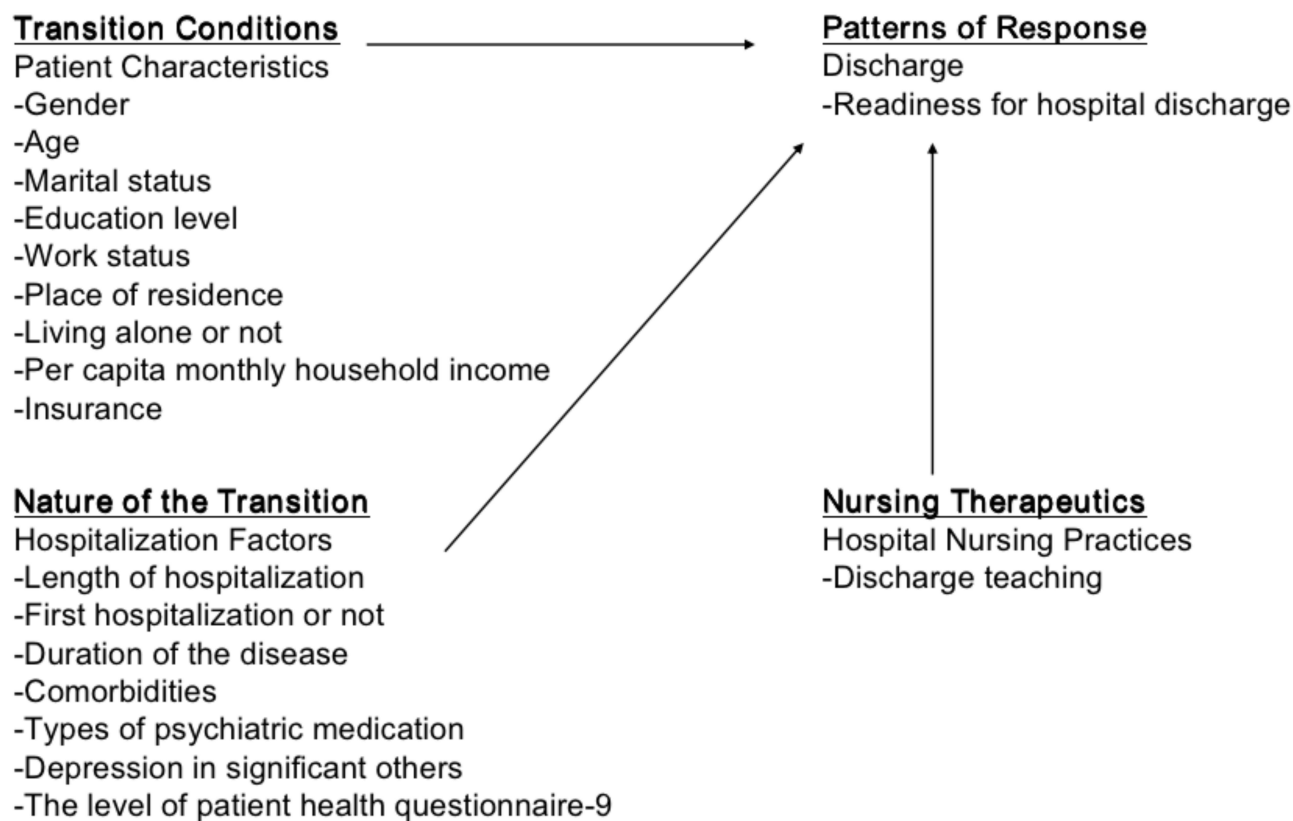 Transition Conditions
Patient Characteristics
-Gender
-Age
-Marital status
-Education level
-Work status
-Place of residence
-Living alone or not
-Per capita monthly household income
-Insurance
Patterns of Response
Discharge
-Readiness for hospital discharge
Nature of the Transition
Hospitalization Factors
-Length of hospitalization
-First hospitalization or not
-Duration of the disease
-Comorbidities
-Types of psychiatric medication
-Depression in significant others
-The level of patient health questionnaire-9
Nursing Therapeutics
Hospital Nursing Practices
-Discharge teaching